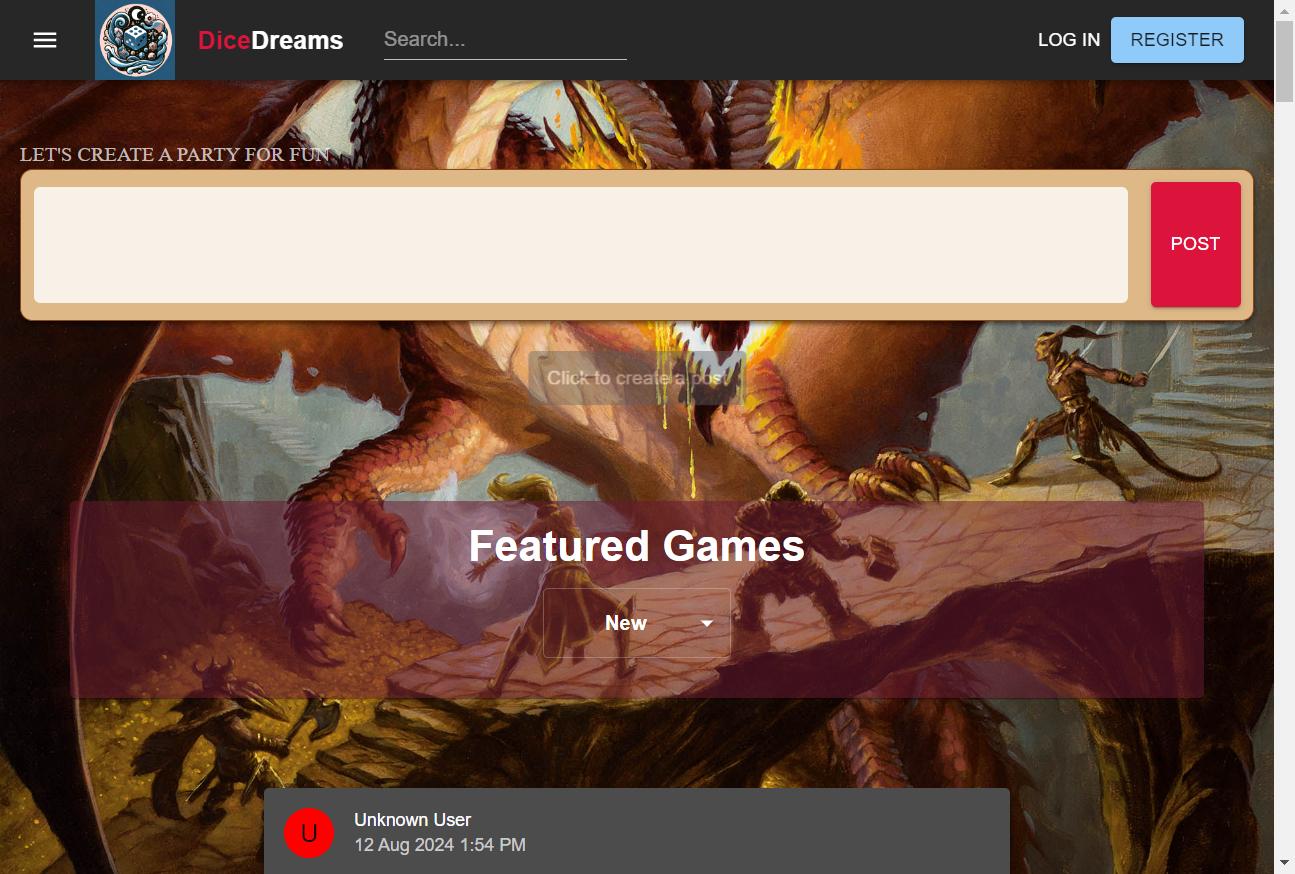 DiceDreams
Search...
LOG IN
REGISTER
LET'S CREATE A PARTY FOR FUN
POST
Click to create a post
Featured Games
New
U
Unknown User
12 Aug 2024 1:54 PM